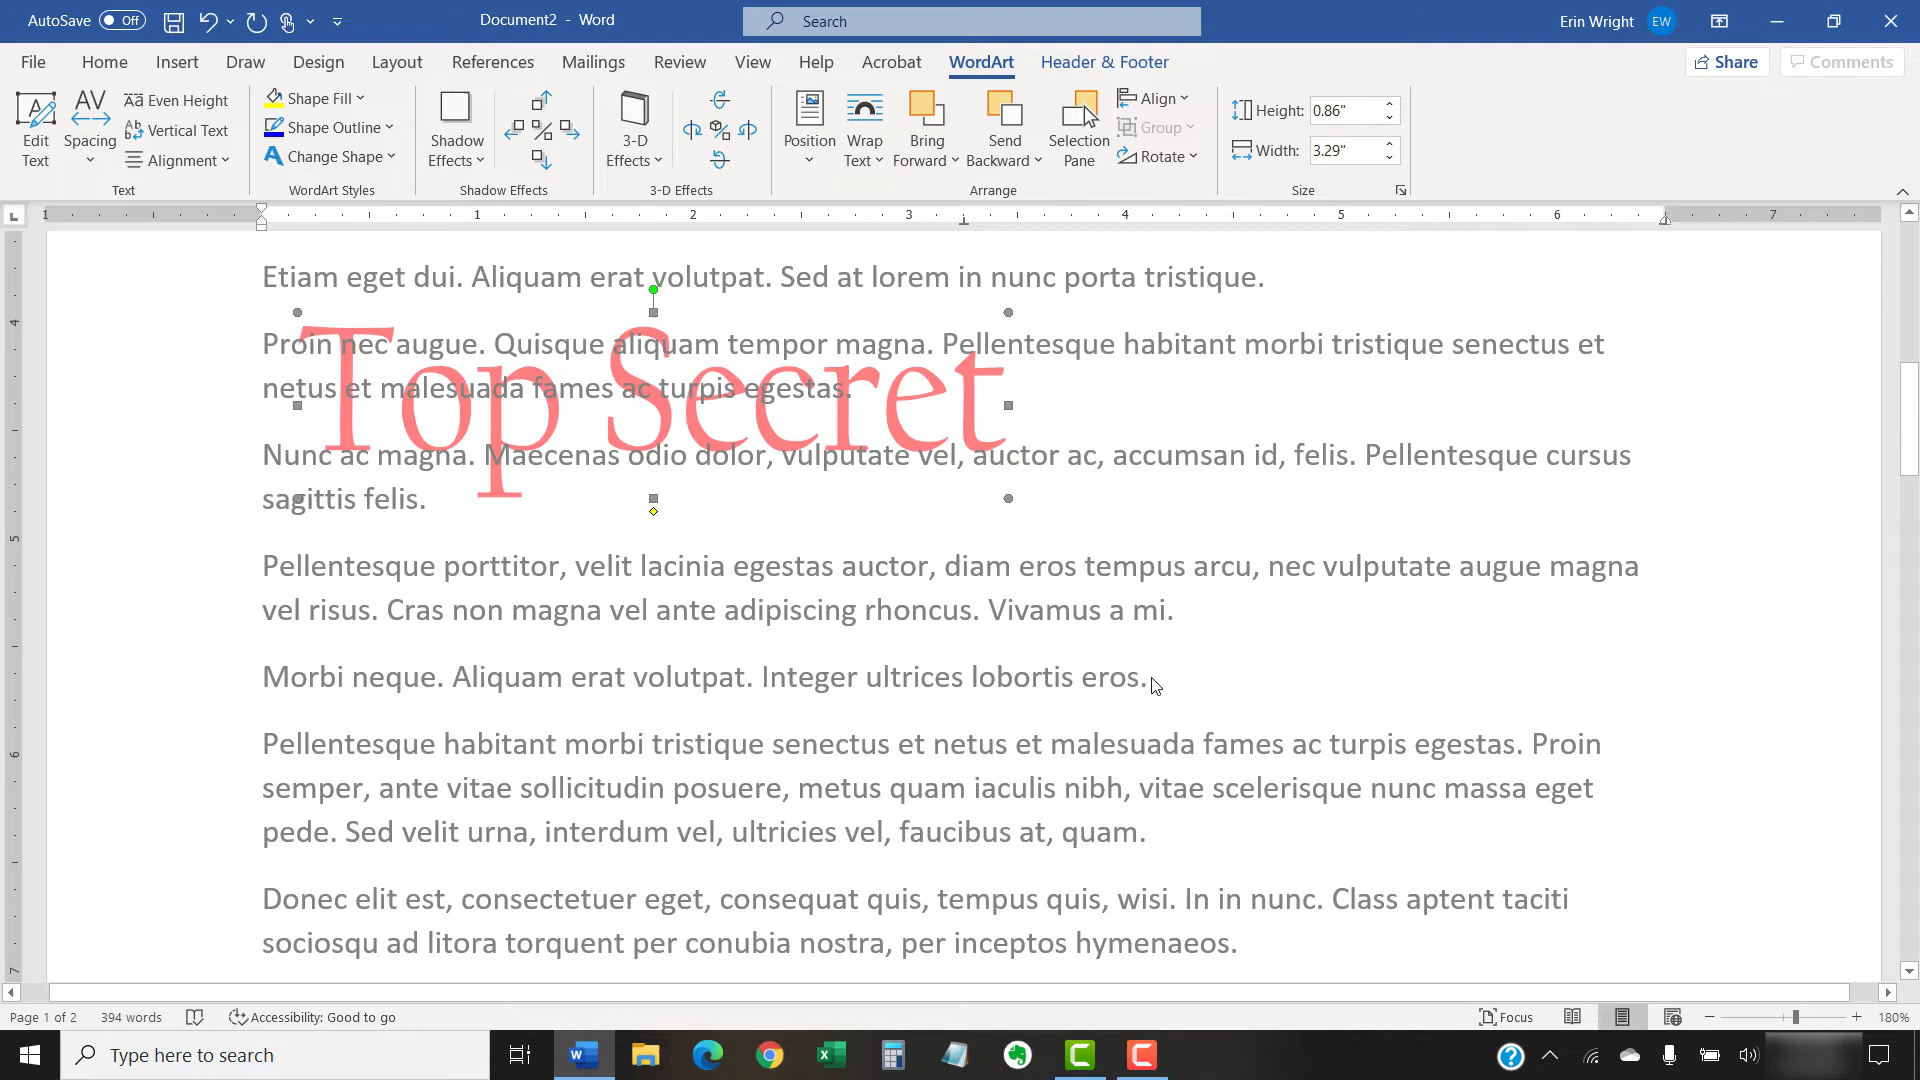 AutoSave Off Document2 - Word Search Erin Wright EW
File Home Insert Draw Design Layout References Mailings Review View Help Acrobat WordArt Header & Footer Share Comments
Edit Text
Spacing
Even Height
Vertical Text
Alignment
Text
Shape Fill
Shape Outline
Change Shape
WordArt Styles
Shadow Effects
Shadow Effects
3-D Effects
3-D Effects
Position
Wrap Text
Bring Forward
Send Backward
Selection Pane
Align
Group
Rotate
Arrange
Height: 0.86"
Width: 3.29"
Size
1 1 2 3 4 5 6 7
Etiam eget dui. Aliquam erat volutpat. Sed at lorem in nunc porta tristique.
Top Secret
Proin nec augue. Quisque aliquam tempor magna. Pellentesque habitant morbi tristique senectus et
netus et malesuada fames ac turpis egestas.
Nunc ac magna. Maecenas odio dolor, vulputate vel, auctor ac, accumsan id, felis. Pellentesque cursus
sagittis felis.
Pellentesque porttitor, velit lacinia egestas auctor, diam eros tempus arcu, nec vulputate augue magna
vel risus. Cras non magna vel ante adipiscing rhoncus. Vivamus a mi.
Morbi neque. Aliquam erat volutpat. Integer ultrices lobortis eros.
Pellentesque habitant morbi tristique senectus et netus et malesuada fames ac turpis egestas. Proin
semper, ante vitae sollicitudin posuere, metus quam iaculis nibh, vitae scelerisque nunc massa eget
pede. Sed velit urna, interdum vel, ultricies vel, faucibus at, quam.
Donec elit est, consectetuer eget, consequat quis, tempus quis, wisi. In in nunc. Class aptent taciti
sociosqu ad litora torquent per conubia nostra, per inceptos hymenaeos.
4
5
6
7
Page 1 of 2 394 words Accessibility: Good to go Focus 180%
Type here to search